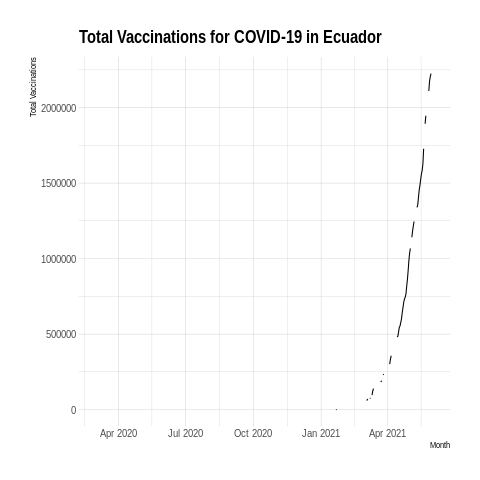 Total Vaccinations for COVID-19 in Ecuador
Total Vaccinations
2000000
1500000
1000000
500000
0
Apr 2020 Jul 2020 Oct 2020 Jan 2021 Apr 2021
Month